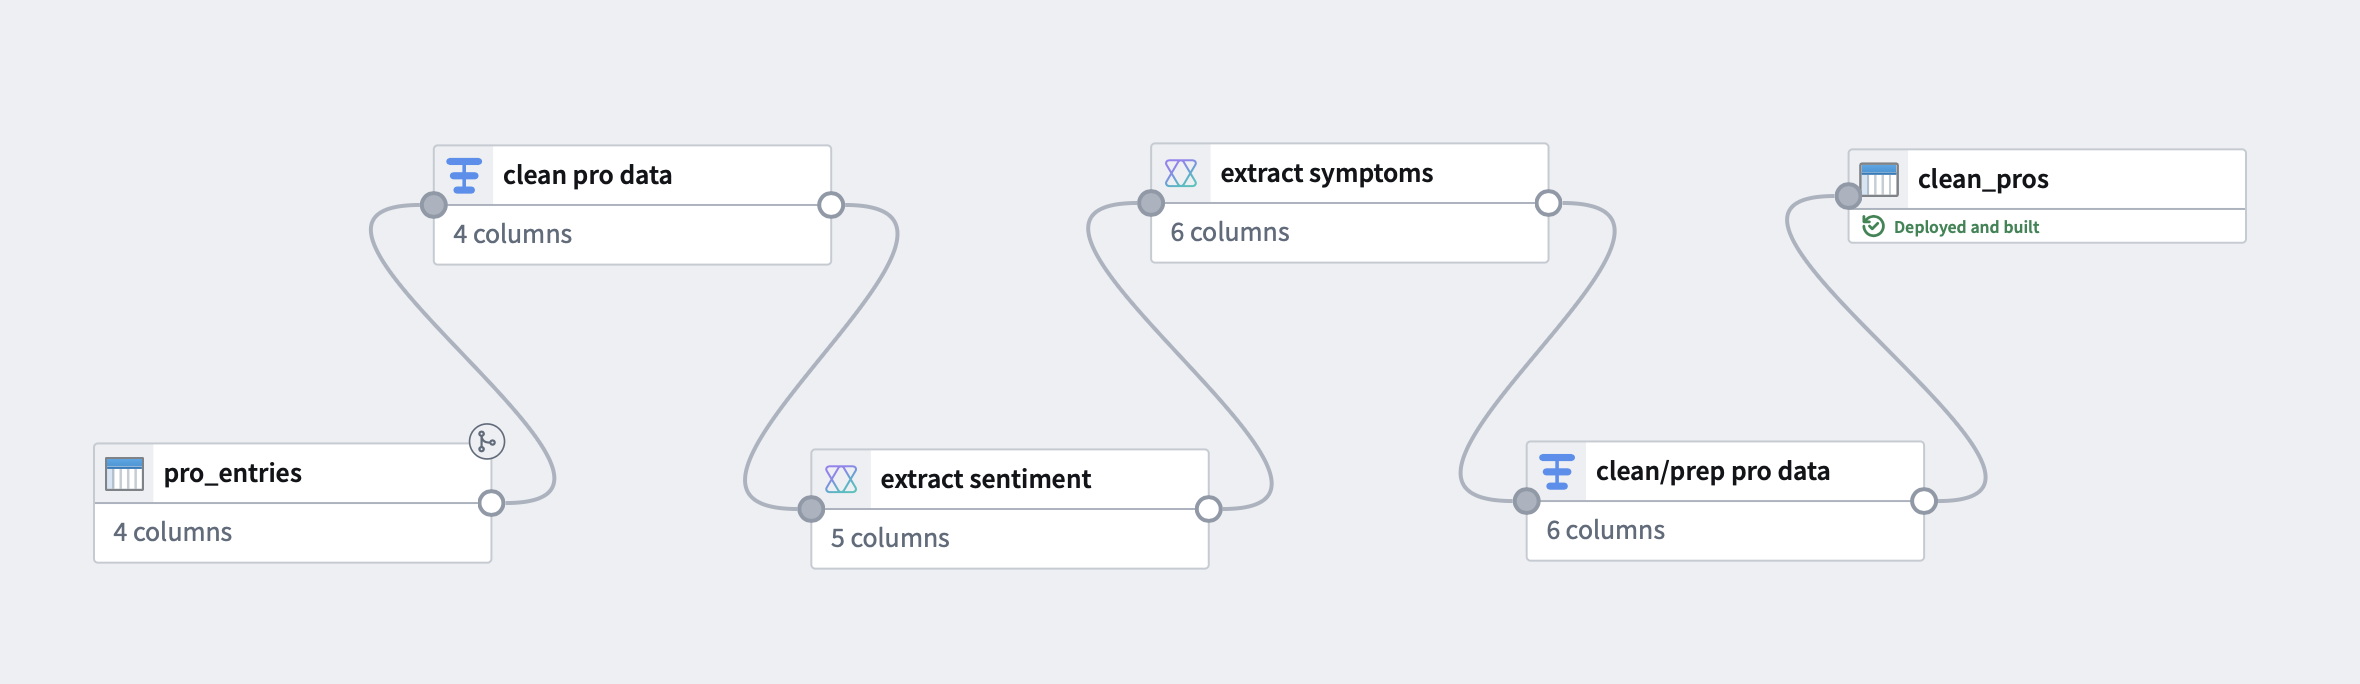 pro_entries
4 columns
clean pro data
4 columns
extract sentiment
5 columns
extract symptoms
6 columns
clean/prep pro data
6 columns
clean_pros
Deployed and built